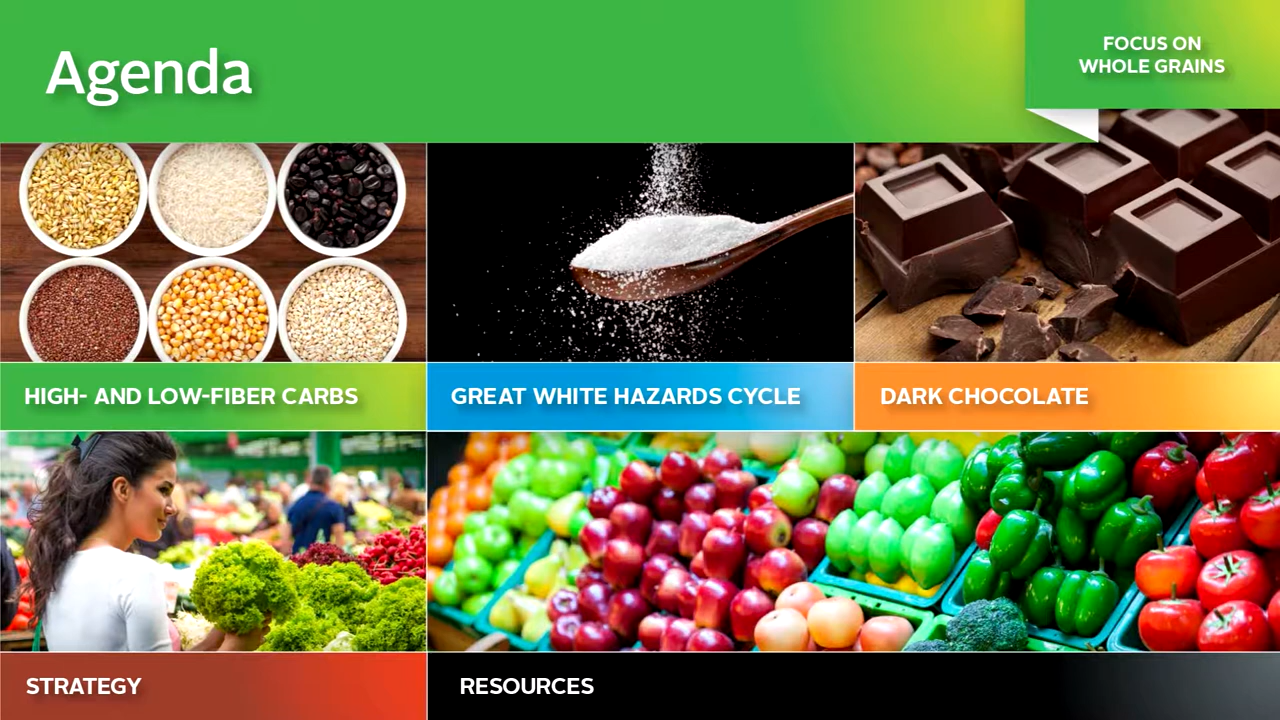 Agenda
FOCUS ON
WHOLE GRAINS
HIGH- AND LOW-FIBER CARBS
GREAT WHITE HAZARDS CYCLE
DARK CHOCOLATE
STRATEGY
RESOURCES